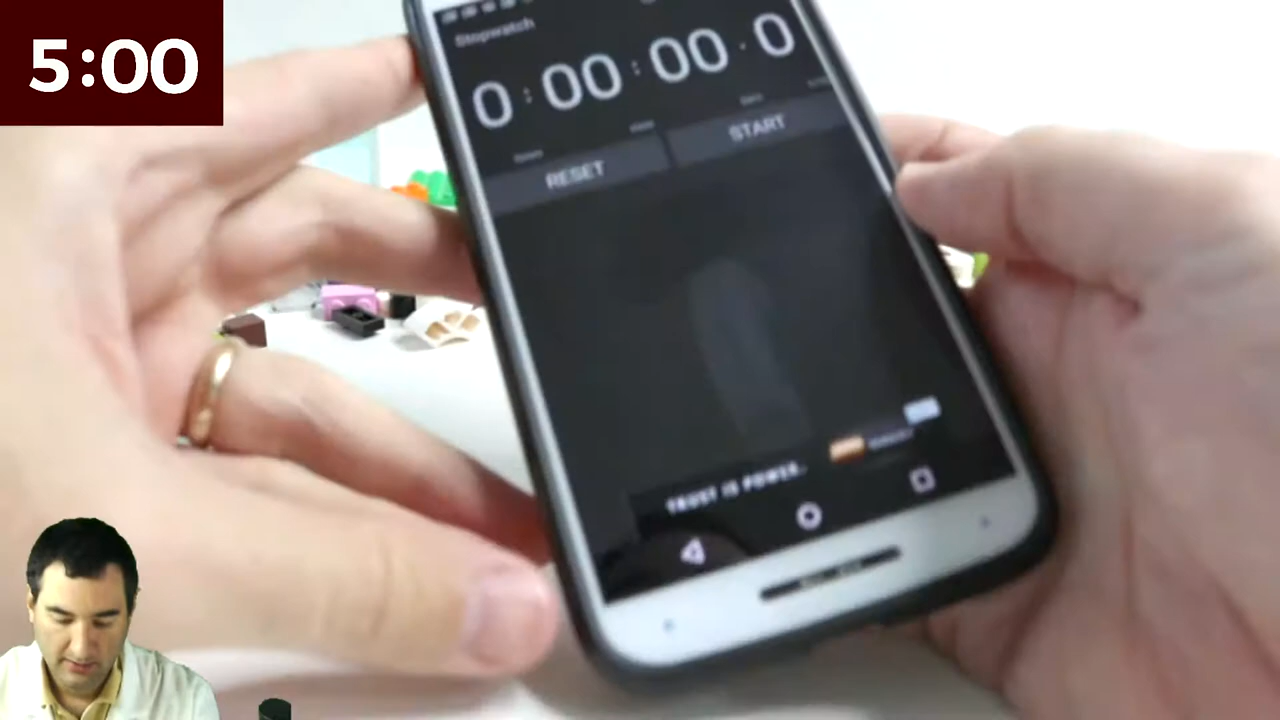 5:00
Stopwatch
0:00:00.0
RESET START
TRUST IS POWER.